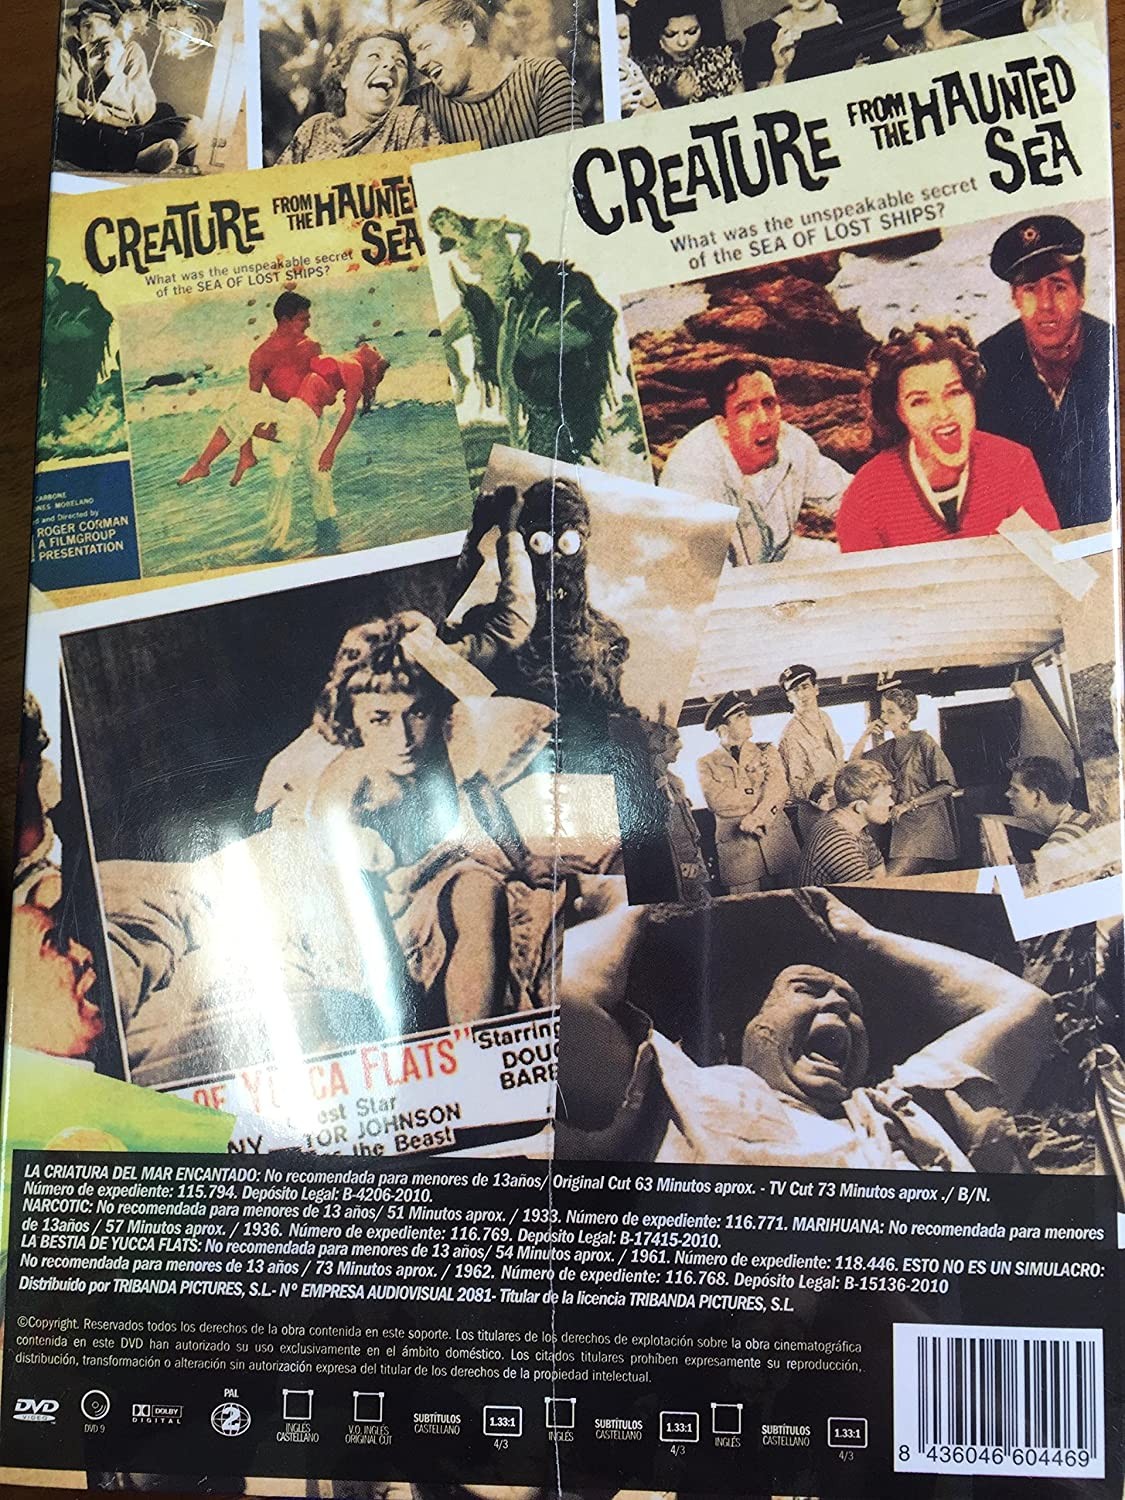 CREATURE FROM THE HAUNTED SEA
What was the unspeakable secret
of the SEA OF LOST SHIPS?
CREATURE FROM THE HAUNTE
SEA
What was the unspeakable secret
of the SEA OF LOST SHIPS?
CARBONE
MORELAND
and Directed by
ROGER CORMAN
A FILMGROUP
PRESENTATION
OF YUCCA FLATS"
Starring
DOUG
BARB
est Star
TOR JOHNSON
the Beast
LA CRIATURA DEL MAR ENCANTADO: No recomendada para menores de 13años/ Original Cut 63 Minutos aprox. - TV Cut 73 Minutos aprox ./ B/N.
Número de expediente: 115.794. Depósito Legal: B-4206-2010.
NARCOTIC: No recomendada para menores de 13 años/ 51 Minutos aprox. / 1933. Número de expediente: 116.771. MARIHUANA: No recomendada para menores
de 13años / 57 Minutos aprox. / 1936. Número de expediente: 116.769. Depósito Legal: B-17415-2010.
LA BESTIA DE YUCCA FLATS: No recomendada para menores de 13 años/ 54 Minutos aprox. / 1961. Número de expediente: 118.446. ESTO NO ES UN SIMULACRO:
No recomendada para menores de 13 años / 73 Minutos aprox. / 1962. Número de expediente: 116.768. Depósito Legal: B-15136-2010
Distribuido por TRIBANDA PICTURES, S.L.- Nº EMPRESA AUDIOVISUAL 2081- Titular de la licencia TRIBANDA PICTURES, S.L.
©Copyright. Reservados todos los derechos de la obra contenida en este soporte. Los titulares de los derechos de explotación sobre la obra cinematográfica
contenida en este DVD han autorizado su uso exclusivamente en el ámbito doméstico. Los citados titulares prohíben expresamente su reproducción,
distribución, transformación o alteración sin autorización expresa del titular de los derechos de la propiedad intelectual.
DVD VIDEO
DVD 9
DOLBY DIGITAL
PAL
2
INGLÉS
CASTELLANO
V.O. INGLÉS
ORIGINAL CUT
SUBTÍTULOS
CASTELLANO
1.33:1
4/3
INGLÉS
SUBTÍTULOS
CASTELLANO
1.33:1
4/3
INGLÉS
SUBTÍTULOS
CASTELLANO
1.33:1
4/3
8 436046 604469